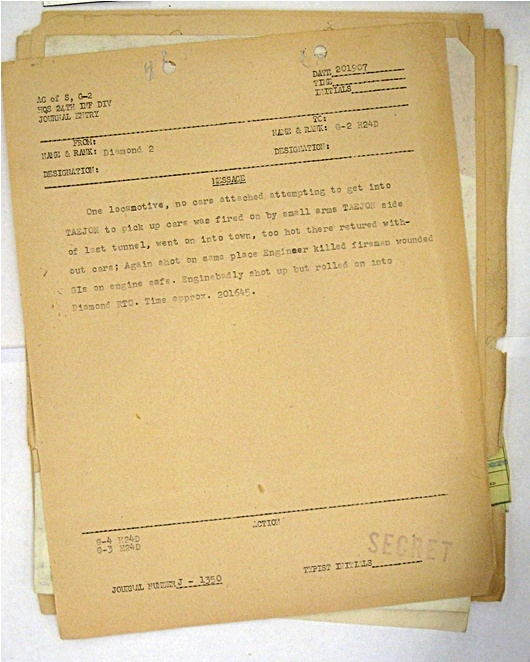 DATE 201907
TIME
INITIALS
AC of S, G-2
HQS 24TH INF DIV
JOURNAL ENTRY
FROM:
NAME & RANK: Diamond 2
DESIGNATION:
TO:
NAME & RANK: G-2 H24D
DESIGNATION:
MESSAGE
One locamotive, no cars attached attempting to get into
TAEJON to pick up cars was fired on by small arms TAEJON side
of last tunnel, went on into town, too hot there retured with-
out cars; Again shot on same place Engineer killed fireman wounded
GIs on engine safe. Enginebadly shot up but rolled on into
Diamond RTO. Time approx. 201645.
ACTION
G-4 H24D
G-3 H24D
SECRET
JOURNAL NUMBER J - 1350
TYPIST INITIALS